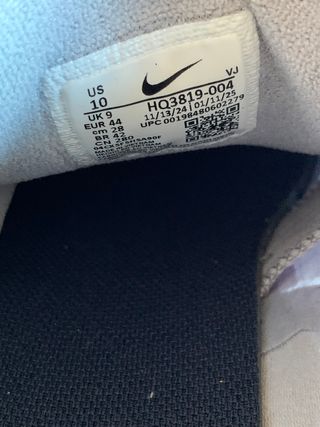 US
10
UK 9
EUR 44
cm 28
BR 42
CN 280
VJ
HQ3819-004
11/13/24 | 01/11/25
UPC 00198480602279